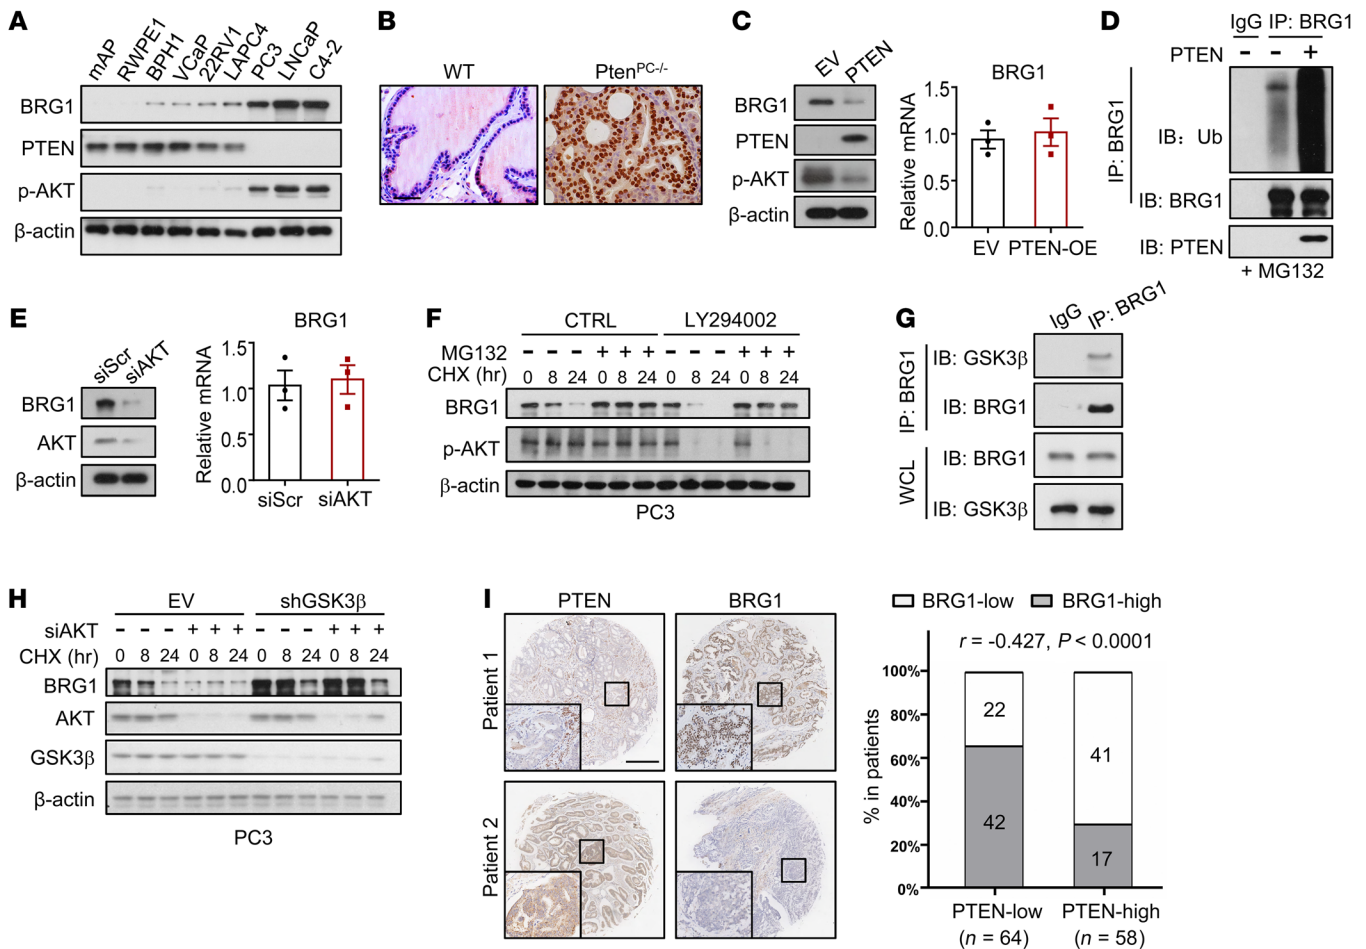 A
mAP RWPE1 BPH1 VCaP 22RV1 LAPC4 PC3 LNCaP C4-2
BRG1
PTEN
p-AKT
β-actin
B
WT Pten^PC-/-
C
EV PTEN
BRG1
PTEN
p-AKT
β-actin
BRG1
Relative mRNA
1.5
1.0
0.5
0.0
EV PTEN-OE
D
IgG IP: BRG1
PTEN - - +
IP: BRG1
IB: Ub
IB: BRG1
IB: PTEN
+ MG132
E
siScr siAKT
BRG1
AKT
β-actin
BRG1
Relative mRNA
1.5
1.0
0.5
0.0
siScr siAKT
F
CTRL LY294002
MG132 - - - + + + - - - + + +
CHX (hr) 0 8 24 0 8 24 0 8 24 0 8 24
BRG1
p-AKT
β-actin
PC3
G
IgG IP: BRG1
IP: BRG1
IB: GSK3β
IB: BRG1
WCL
IB: BRG1
IB: GSK3β
H
EV shGSK3β
siAKT - - - + + + - - - + + +
CHX (hr) 0 8 24 0 8 24 0 8 24 0 8 24
BRG1
AKT
GSK3β
β-actin
PC3
I
PTEN BRG1
Patient 1
Patient 2
BRG1-low BRG1-high
r = -0.427, P < 0.0001
% in patients
100%
80%
60%
40%
20%
0%
22
42
41
17
PTEN-low PTEN-high
(n = 64) (n = 58)